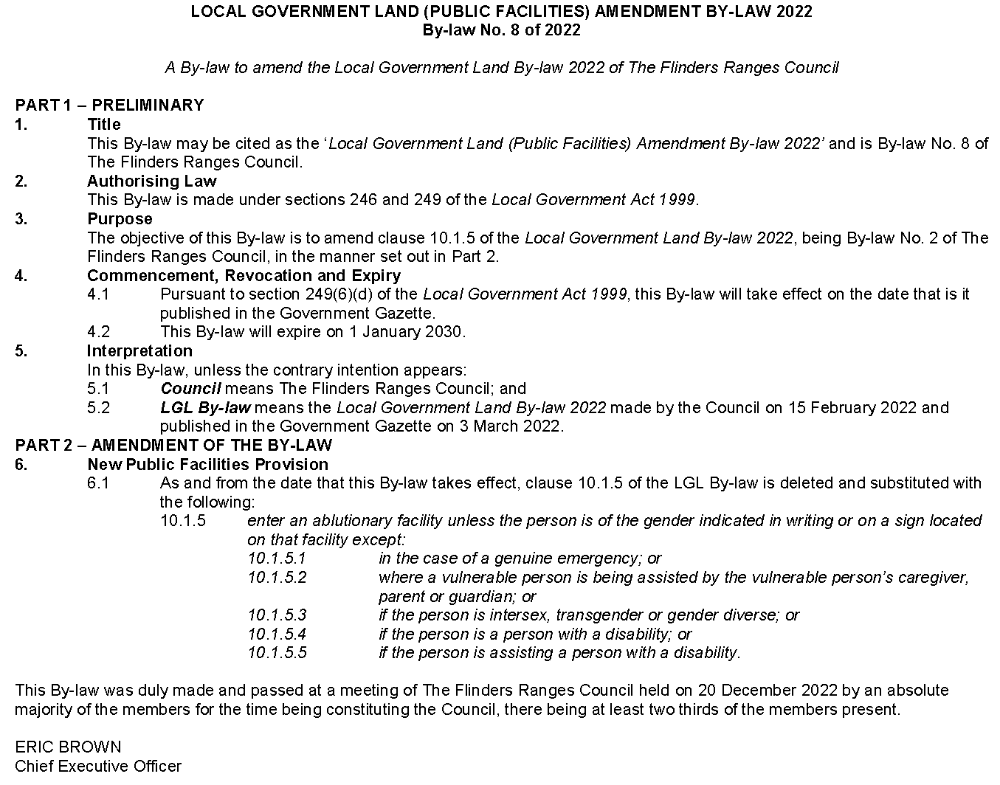 LOCAL GOVERNMENT LAND (PUBLIC FACILITIES) AMENDMENT BY-LAW 2022
By-law No. 8 of 2022
A By-law to amend the Local Government Land By-law 2022 of The Flinders Ranges Council
PART 1 – PRELIMINARY
1. Title
This By-law may be cited as the ‘Local Government Land (Public Facilities) Amendment By-law 2022’ and is By-law No. 8 of
The Flinders Ranges Council.
2. Authorising Law
This By-law is made under sections 246 and 249 of the Local Government Act 1999.
3. Purpose
The objective of this By-law is to amend clause 10.1.5 of the Local Government Land By-law 2022, being By-law No. 2 of The
Flinders Ranges Council, in the manner set out in Part 2.
4. Commencement, Revocation and Expiry
4.1 Pursuant to section 249(6)(d) of the Local Government Act 1999, this By-law will take effect on the date that is it
published in the Government Gazette.
4.2 This By-law will expire on 1 January 2030.
5. Interpretation
In this By-law, unless the contrary intention appears:
5.1 Council means The Flinders Ranges Council; and
5.2 LGL By-law means the Local Government Land By-law 2022 made by the Council on 15 February 2022 and
published in the Government Gazette on 3 March 2022.
PART 2 – AMENDMENT OF THE BY-LAW
6. New Public Facilities Provision
6.1 As and from the date that this By-law takes effect, clause 10.1.5 of the LGL By-law is deleted and substituted with
the following:
10.1.5 enter an ablutionary facility unless the person is of the gender indicated in writing or on a sign located
on that facility except:
10.1.5.1 in the case of a genuine emergency; or
10.1.5.2 where a vulnerable person is being assisted by the vulnerable person’s caregiver,
parent or guardian; or
10.1.5.3 if the person is intersex, transgender or gender diverse; or
10.1.5.4 if the person is a person with a disability; or
10.1.5.5 if the person is assisting a person with a disability.
This By-law was duly made and passed at a meeting of The Flinders Ranges Council held on 20 December 2022 by an absolute
majority of the members for the time being constituting the Council, there being at least two thirds of the members present.
ERIC BROWN
Chief Executive Officer